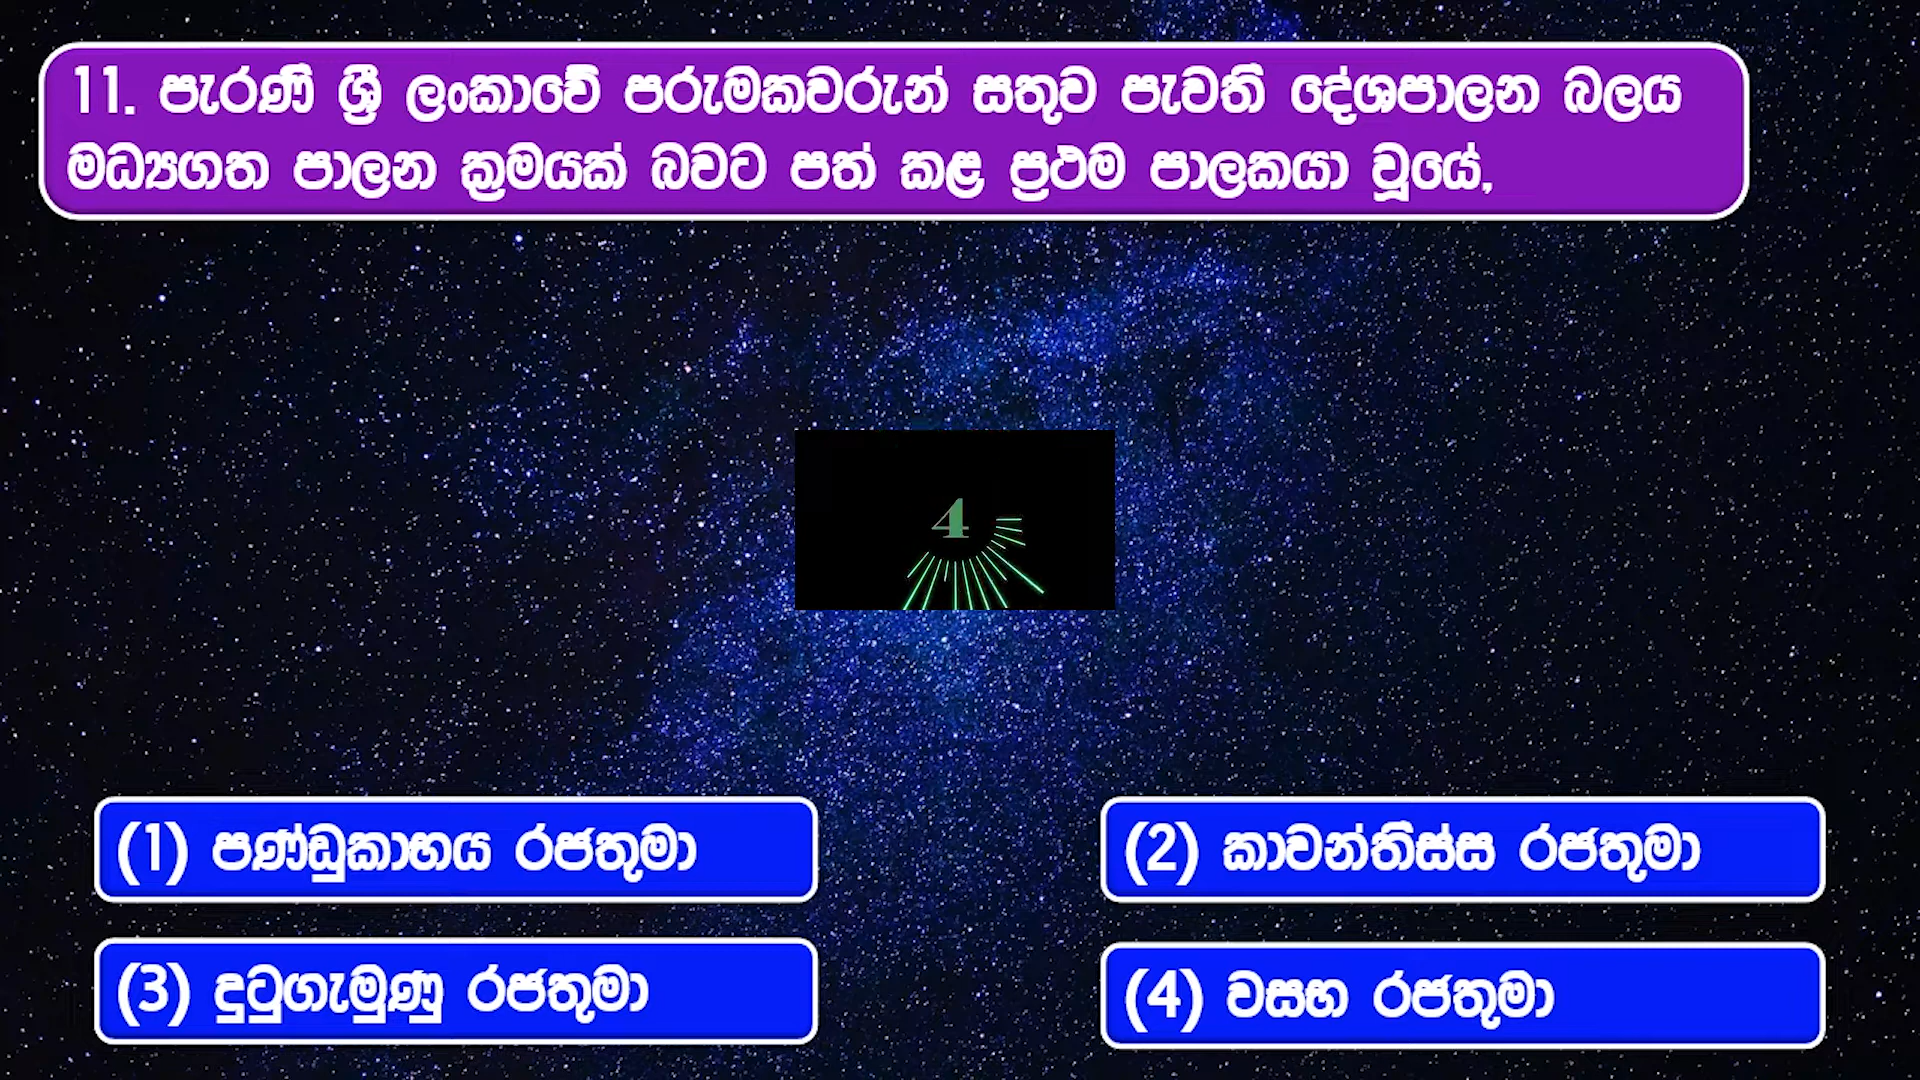 11. පැරණි ශ්‍රී ලංකාවේ පරුමකවරුන් සතුව පැවති දේශපාලන බලය
මධ්‍යගත පාලන ක්‍රමයක් බවට පත් කළ ප්‍රථම පාලකයා වූයේ,
4
(1) පණ්ඩුකාභය රජතුමා
(2) කාවන්තිස්ස රජතුමා
(3) දුටුගැමුණු රජතුමා
(4) වසභ රජතුමා